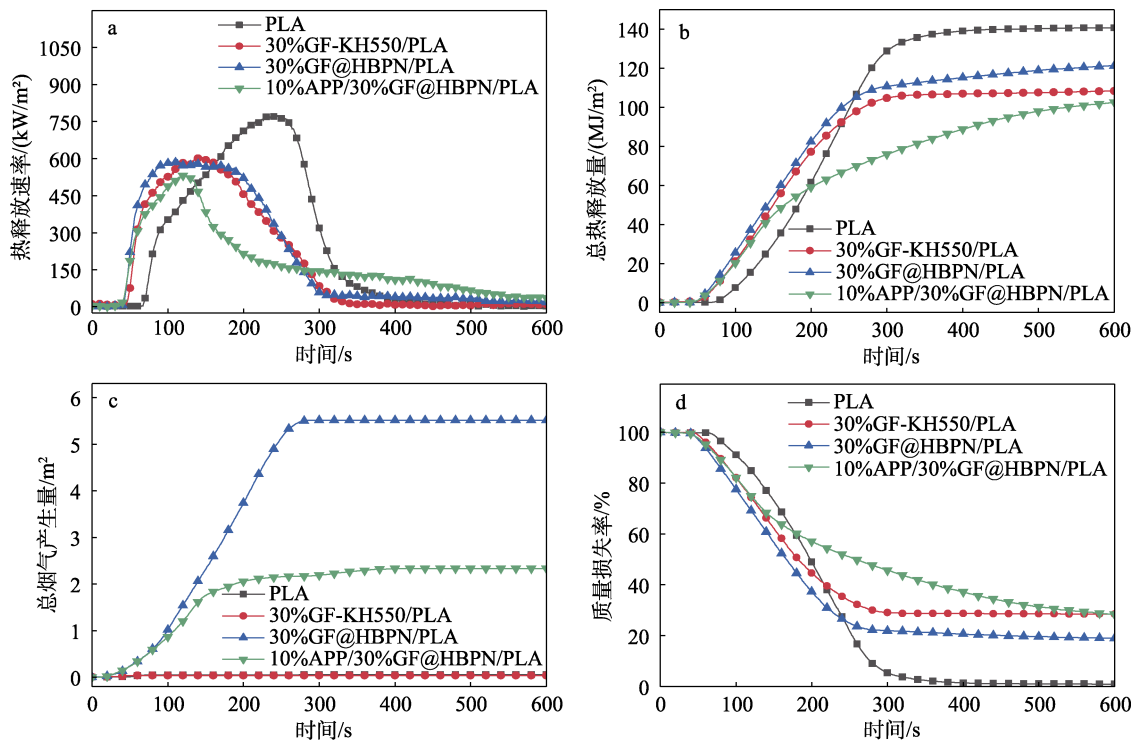 a
PLA
30%GF-KH550/PLA
30%GF@HBPN/PLA
10%APP/30%GF@HBPN/PLA
1050
900
750
600
450
300
150
0
热释放速率/(kW/m²)
0 100 200 300 400 500 600
时间/s
b
140
120
100
80
60
40
20
0
总热释放量/(MJ/m²)
PLA
30%GF-KH550/PLA
30%GF@HBPN/PLA
10%APP/30%GF@HBPN/PLA
0 100 200 300 400 500 600
时间/s
c
6
5
4
3
2
1
0
总烟气产生量/m²
PLA
30%GF-KH550/PLA
30%GF@HBPN/PLA
10%APP/30%GF@HBPN/PLA
0 100 200 300 400 500 600
时间/s
d
PLA
30%GF-KH550/PLA
30%GF@HBPN/PLA
10%APP/30%GF@HBPN/PLA
100
80
60
40
20
0
质量损失率/%
0 100 200 300 400 500 600
时间/s